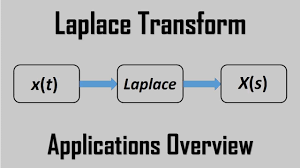 Laplace Transform
x(t) Laplace X(s)
Applications Overview